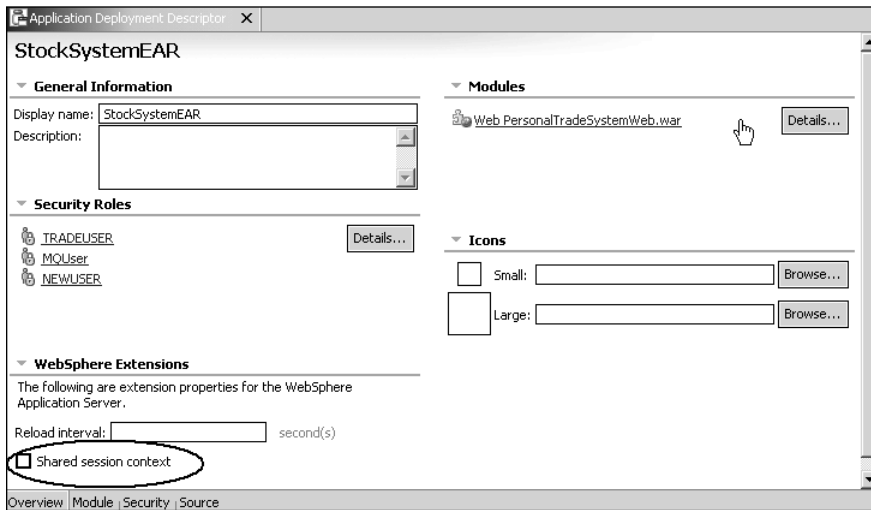 Application Deployment Descriptor X
StockSystemEAR
General Information
Display name: StockSystemEAR
Description:
Security Roles
TRADEUSER
MQUser
NEWUSER
Details...
WebSphere Extensions
The following are extension properties for the WebSphere
Application Server.
Reload interval: second(s)
Shared session context
Modules
Web PersonalTradeSystemWeb.war
Details...
Icons
Small: Browse...
Large: Browse...
Overview Module Security Source